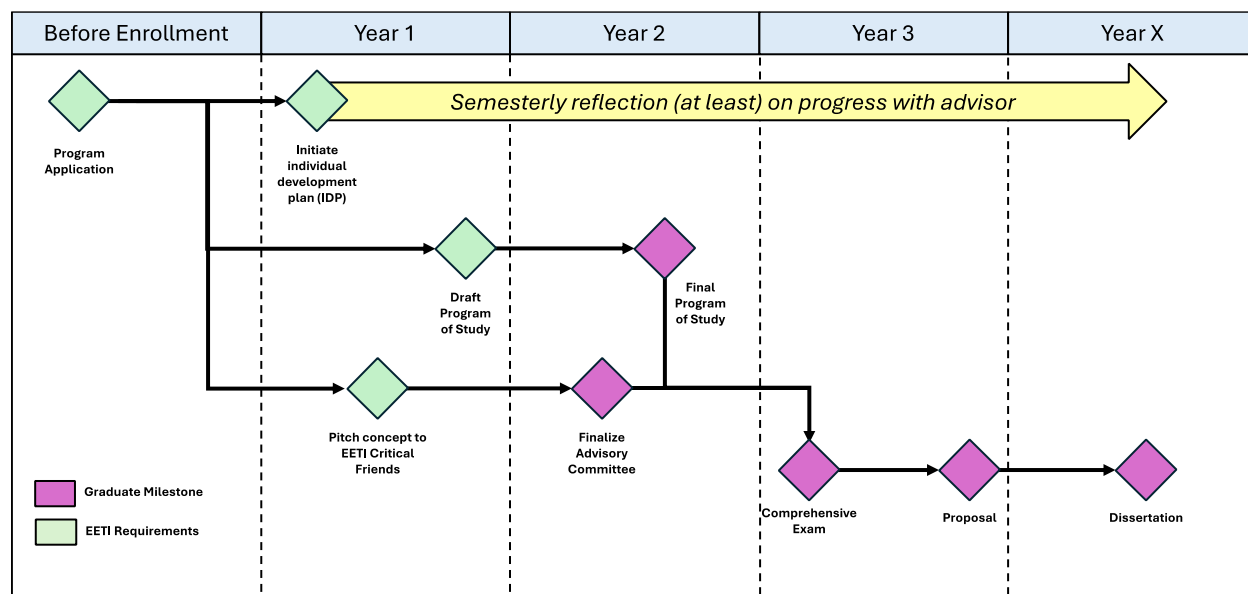 Before Enrollment
Year 1
Year 2
Year 3
Year X
Semesterly reflection (at least) on progress with advisor
Program
Application
Initiate
individual
development
plan (IDP)
Draft
Program
of Study
Final
Program
of Study
Pitch concept to
EETI Critical
Friends
Finalize
Advisory
Committee
Comprehensive
Exam
Proposal
Dissertation
Graduate Milestone
EETI Requirements